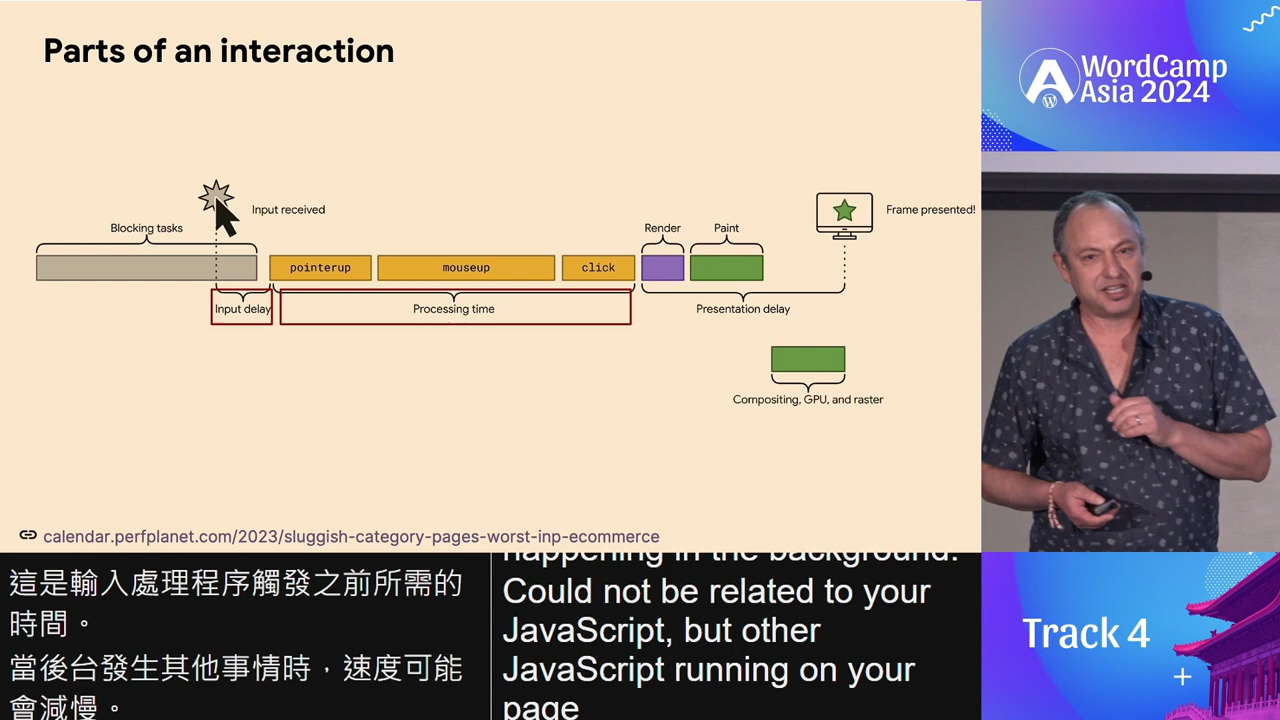 Parts of an interaction
Input received
Blocking tasks
Render
Paint
Frame presented!
pointerup
mouseup
click
Input delay
Processing time
Presentation delay
Compositing, GPU, and raster
calendar.perfplanet.com/2023/sluggish-category-pages-worst-inp-ecommerce
WordCamp
Asia 2024
這是輸入處理程序觸發之前所需的
時間。
當後台發生其他事情時，速度可能
會減慢。
happening in the background.
Could not be related to your
JavaScript, but other
JavaScript running on your
page
Track 4